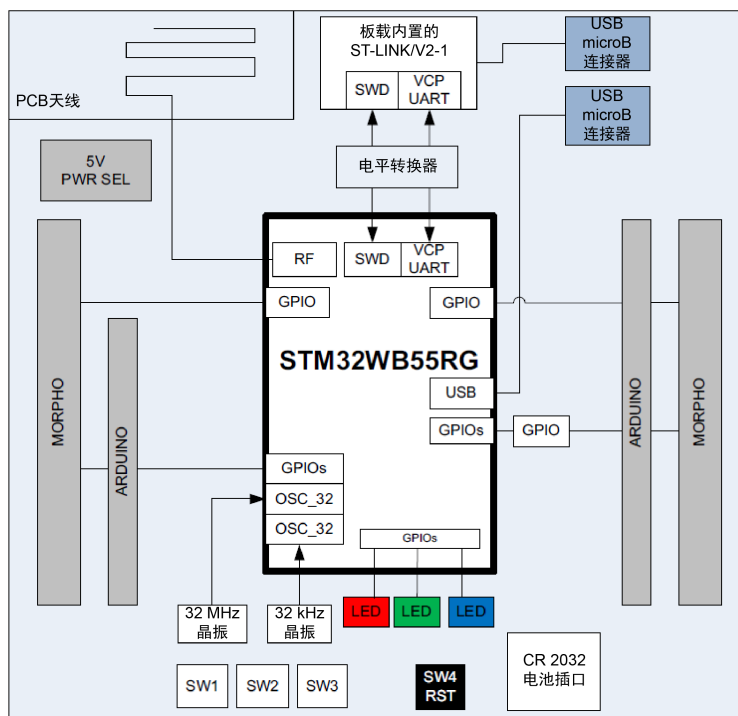 板载内置的
ST-LINK/V2-1
SWD
VCP
UART
USB
microB
连接器
USB
microB
连接器
PCB天线
5V
PWR SEL
电平转换器
RF
SWD
VCP
UART
GPIO
GPIO
STM32WB55RG
USB
GPIOs
GPIO
MORPHO
ARDUINO
ARDUINO
MORPHO
GPIOs
OSC_32
OSC_32
GPIOs
32 MHz
晶振
32 kHz
晶振
LED
LED
LED
SW1
SW2
SW3
SW4
RST
CR 2032
电池插口